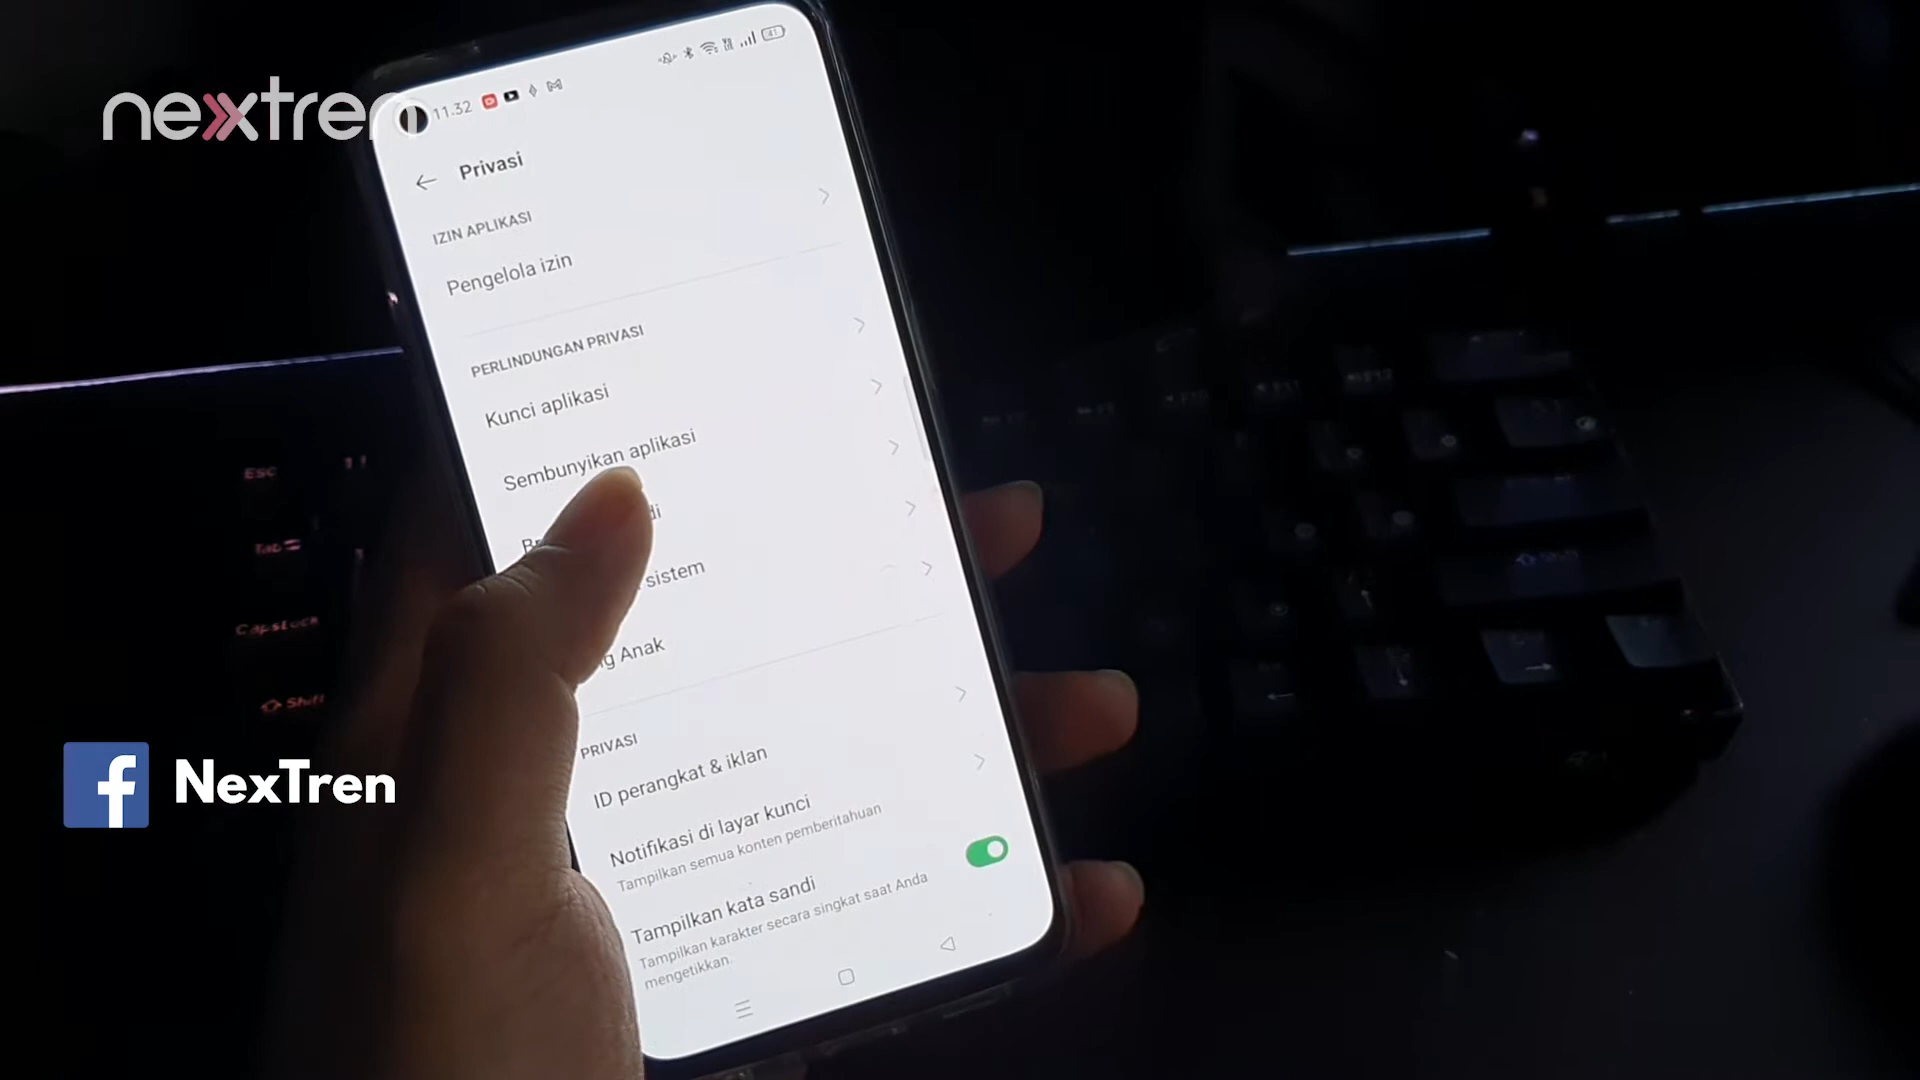 nextren
11.32
Privasi
IZIN APLIKASI
Pengelola izin
PERLINDUNGAN PRIVASI
Kunci aplikasi
Sembunyikan aplikasi
sistem
Anak
PRIVASI
ID perangkat & iklan
Notifikasi di layar kunci
Tampilkan semua konten pemberitahuan
Tampilkan kata sandi
Tampilkan karakter secara singkat saat Anda
mengetikkan.
Esc
Tab
CapsLock
Shift
NexTren